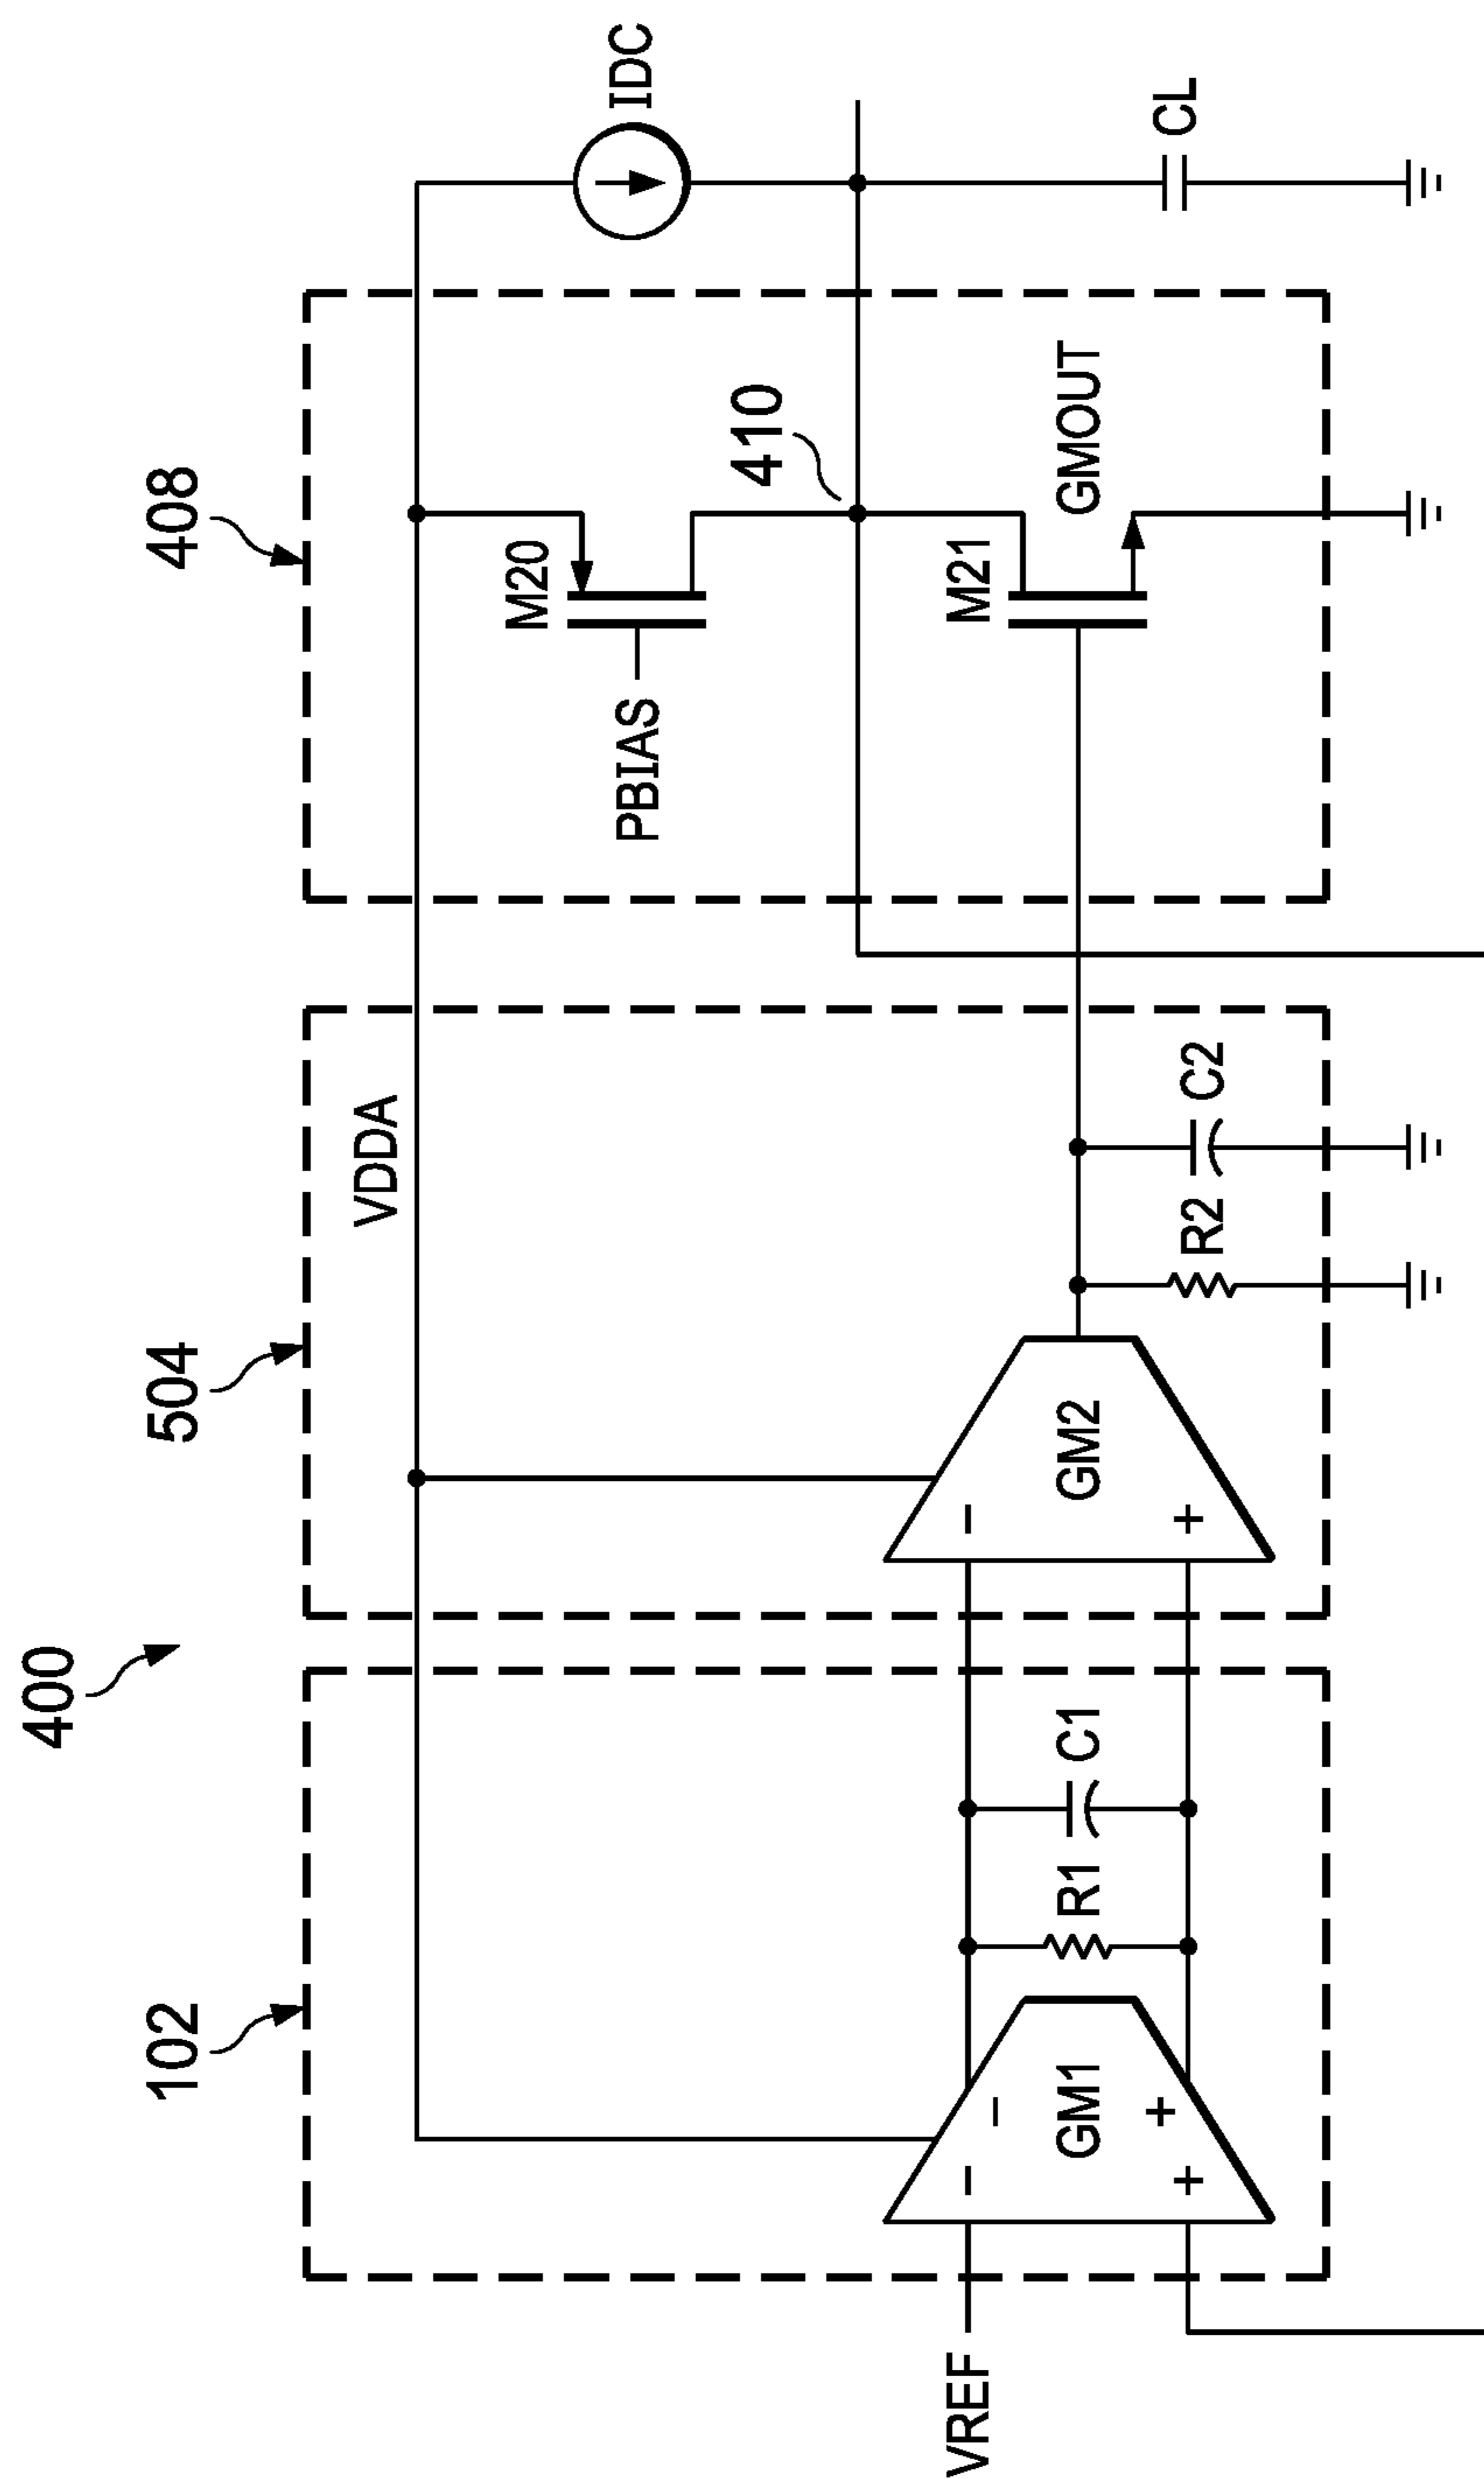 400
102
504
408
VDDA
IDC
M20
PBIAS
410
VREF
-
-
GM1
+
+
R1
C1
-
GM2
+
R2
C2
M21
GMOUT
CL